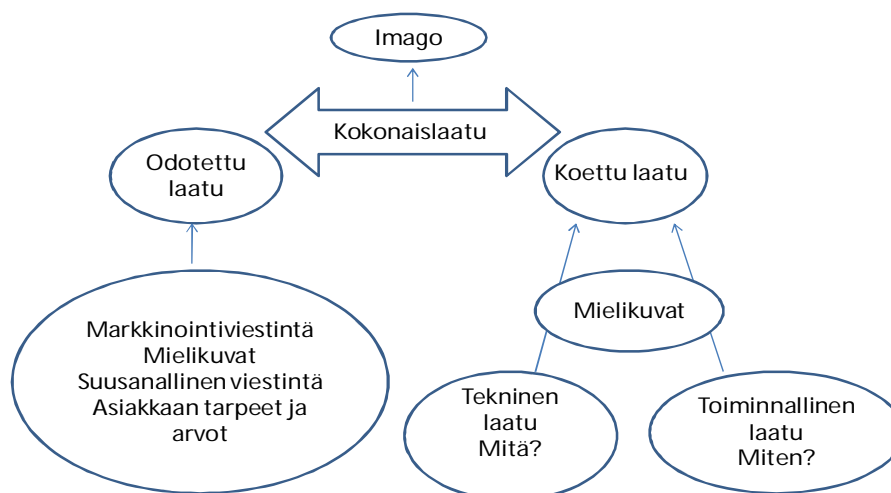 Imago
Kokonaislaatu
Odotettu
laatu
Koettu laatu
Markkinointiviestintä
Mielikuvat
Suusanallinen viestintä
Asiakkaan tarpeet ja
arvot
Mielikuvat
Tekninen
laatu
Mitä?
Toiminnallinen
laatu
Miten?